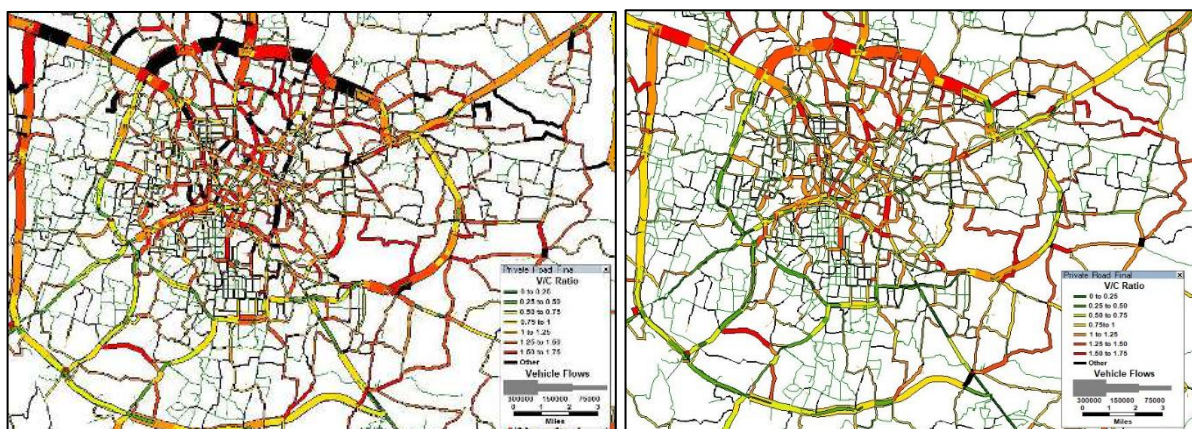 Private Road Final x
V/C Ratio
0 to 0.25
0.25 to 0.50
0.50 to 0.75
0.75 to 1
1 to 1.25
1.25 to 1.50
1.50 to 1.75
Other
Vehicle Flows
300000 150000 75000
0 1 2 3
Miles
Private Road Final x
V/C Ratio
0 to 0.25
0.25 to 0.50
0.50 to 0.75
0.75to 1
1 to 1.25
1.25 to 1.50
1.50 to 1.75
Other
Vehicle Flows
300000 150000 75000
0 1 2 3
Miles